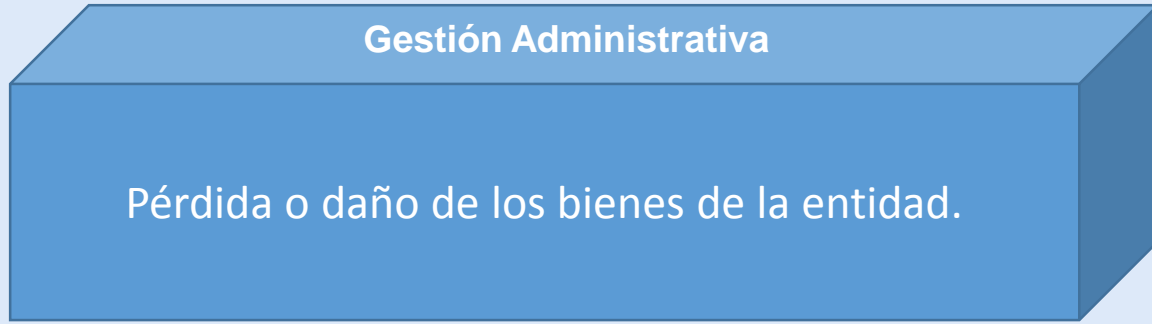 Gestión Administrativa
Pérdida o daño de los bienes de la entidad.